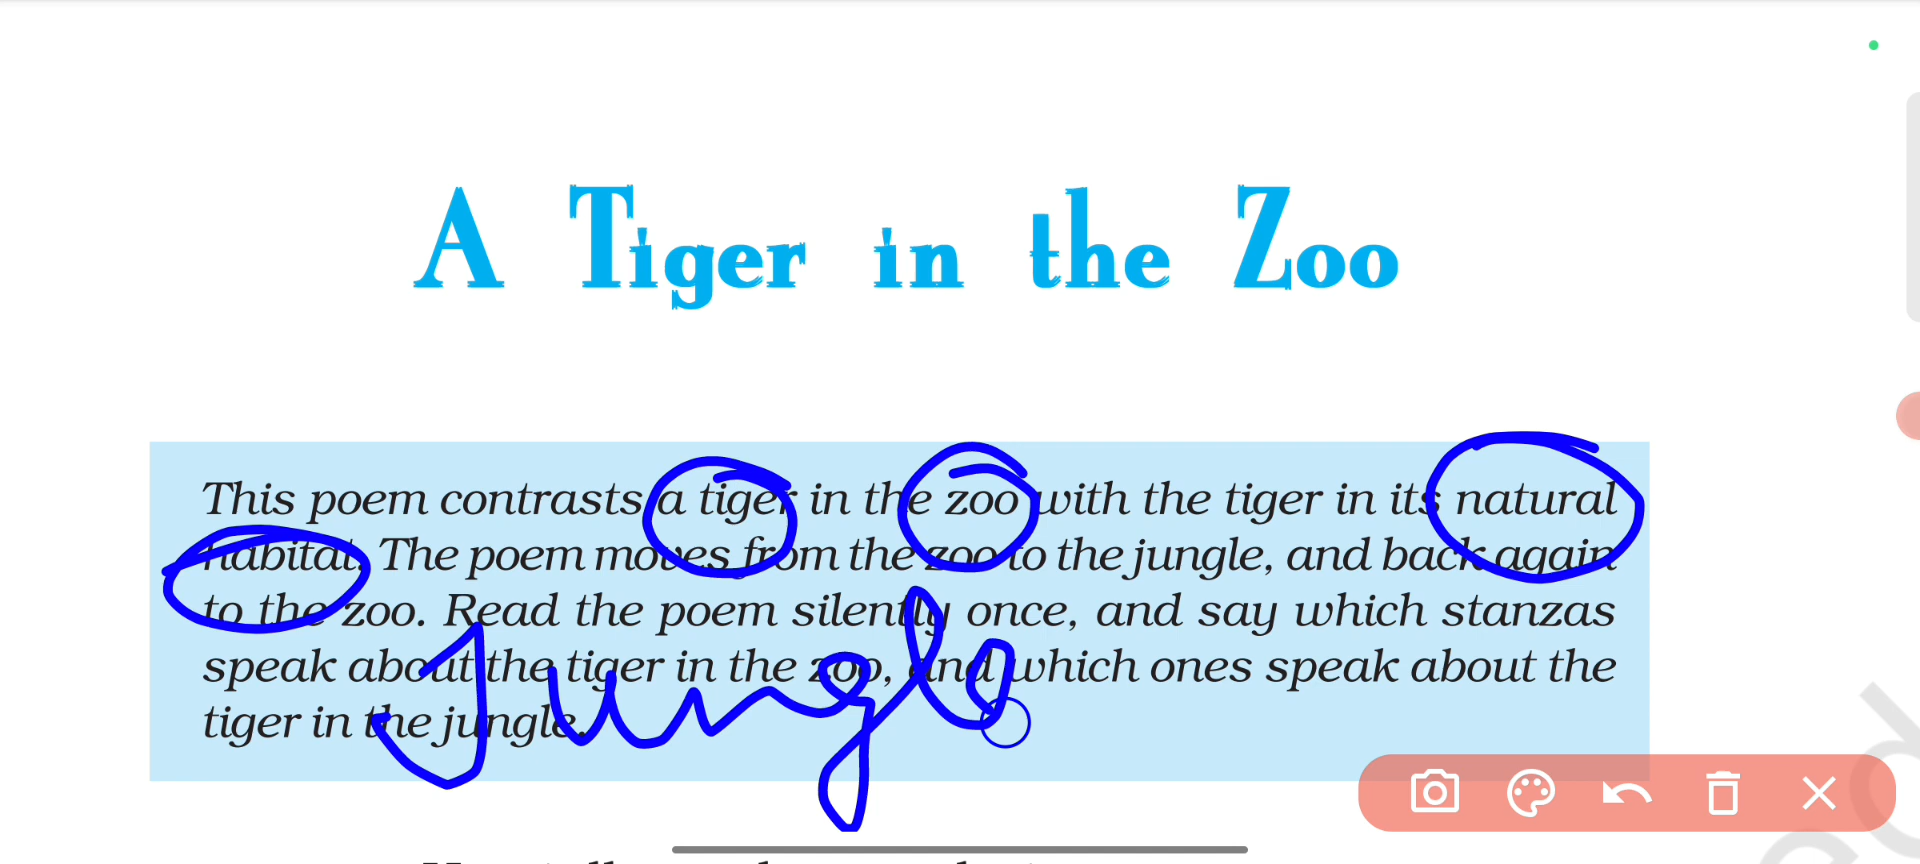 A Tiger in the Zoo
This poem contrasts a tiger in the zoo with the tiger in its natural
habitat. The poem moves from the zoo to the jungle, and back again
to the zoo. Read the poem silently once, and say which stanzas
speak about the tiger in the zoo, and which ones speak about the
tiger in the jungle.
Jungle